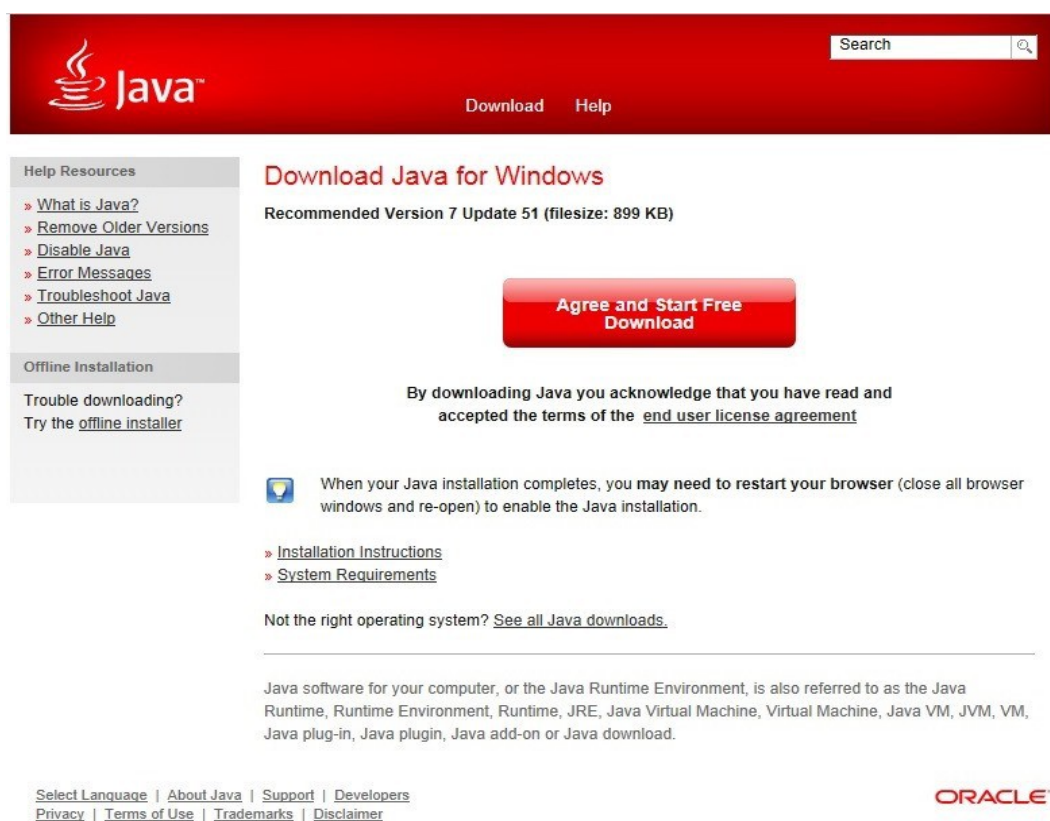 Java™
Search
Download Help
Help Resources
» What is Java?
» Remove Older Versions
» Disable Java
» Error Messages
» Troubleshoot Java
» Other Help
Offline Installation
Trouble downloading?
Try the offline installer
Download Java for Windows
Recommended Version 7 Update 51 (filesize: 899 KB)
Agree and Start Free
Download
By downloading Java you acknowledge that you have read and
accepted the terms of the end user license agreement
When your Java installation completes, you may need to restart your browser (close all browser
windows and re-open) to enable the Java installation.
» Installation Instructions
» System Requirements
Not the right operating system? See all Java downloads.
Java software for your computer, or the Java Runtime Environment, is also referred to as the Java
Runtime, Runtime Environment, Runtime, JRE, Java Virtual Machine, Virtual Machine, Java VM, JVM, VM,
Java plug-in, Java plugin, Java add-on or Java download.
Select Language | About Java | Support | Developers
Privacy | Terms of Use | Trademarks | Disclaimer
ORACLE